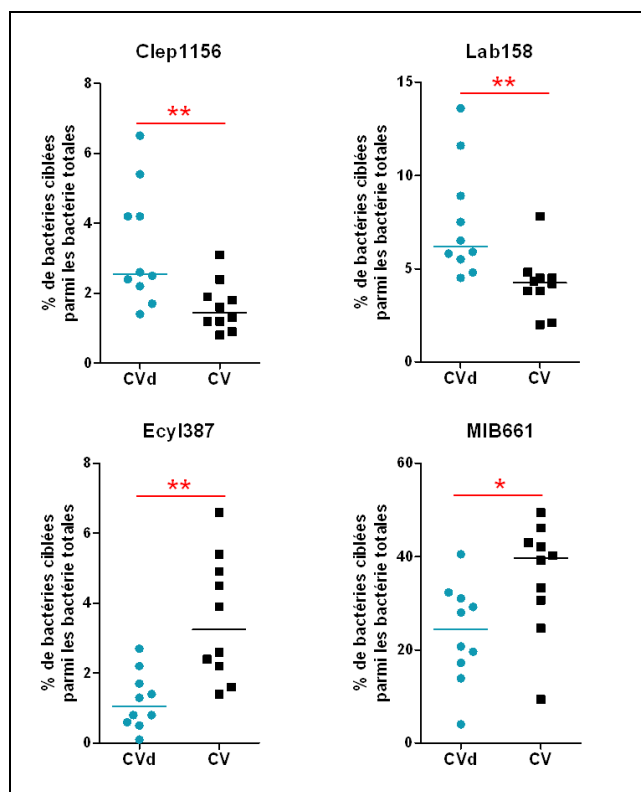 Clep1156
% de bactéries ciblées
parmi les bactérie totales
8
6
4
2
0
**
CVd
CV
Lab158
% de bactéries ciblées
parmi les bactérie totales
15
10
5
0
**
CVd
CV
Ecyl387
% de bactéries ciblées
parmi les bactérie totales
8
6
4
2
0
**
CVd
CV
MIB661
% de bactéries ciblées
parmi les bactérie totales
60
40
20
0
*
CVd
CV